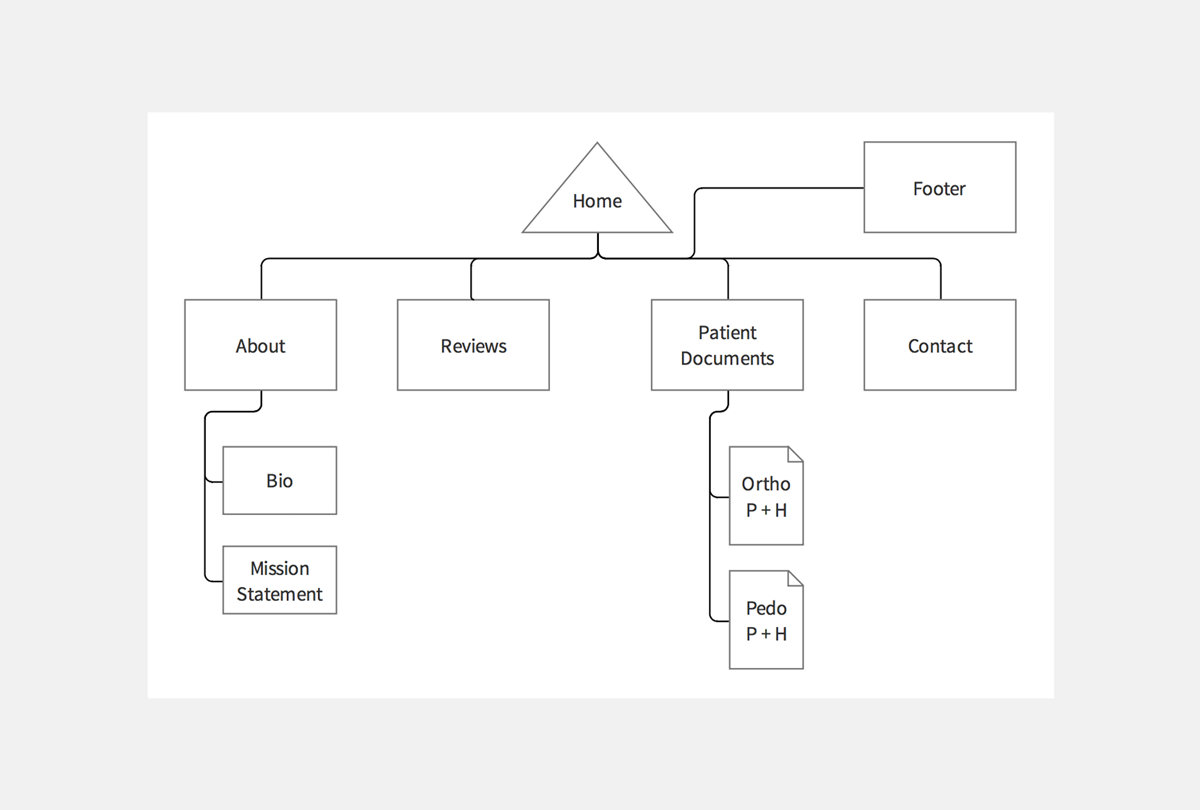 Home
Footer
About
Reviews
Patient
Documents
Contact
Bio
Mission
Statement
Ortho
P + H
Pedo
P + H